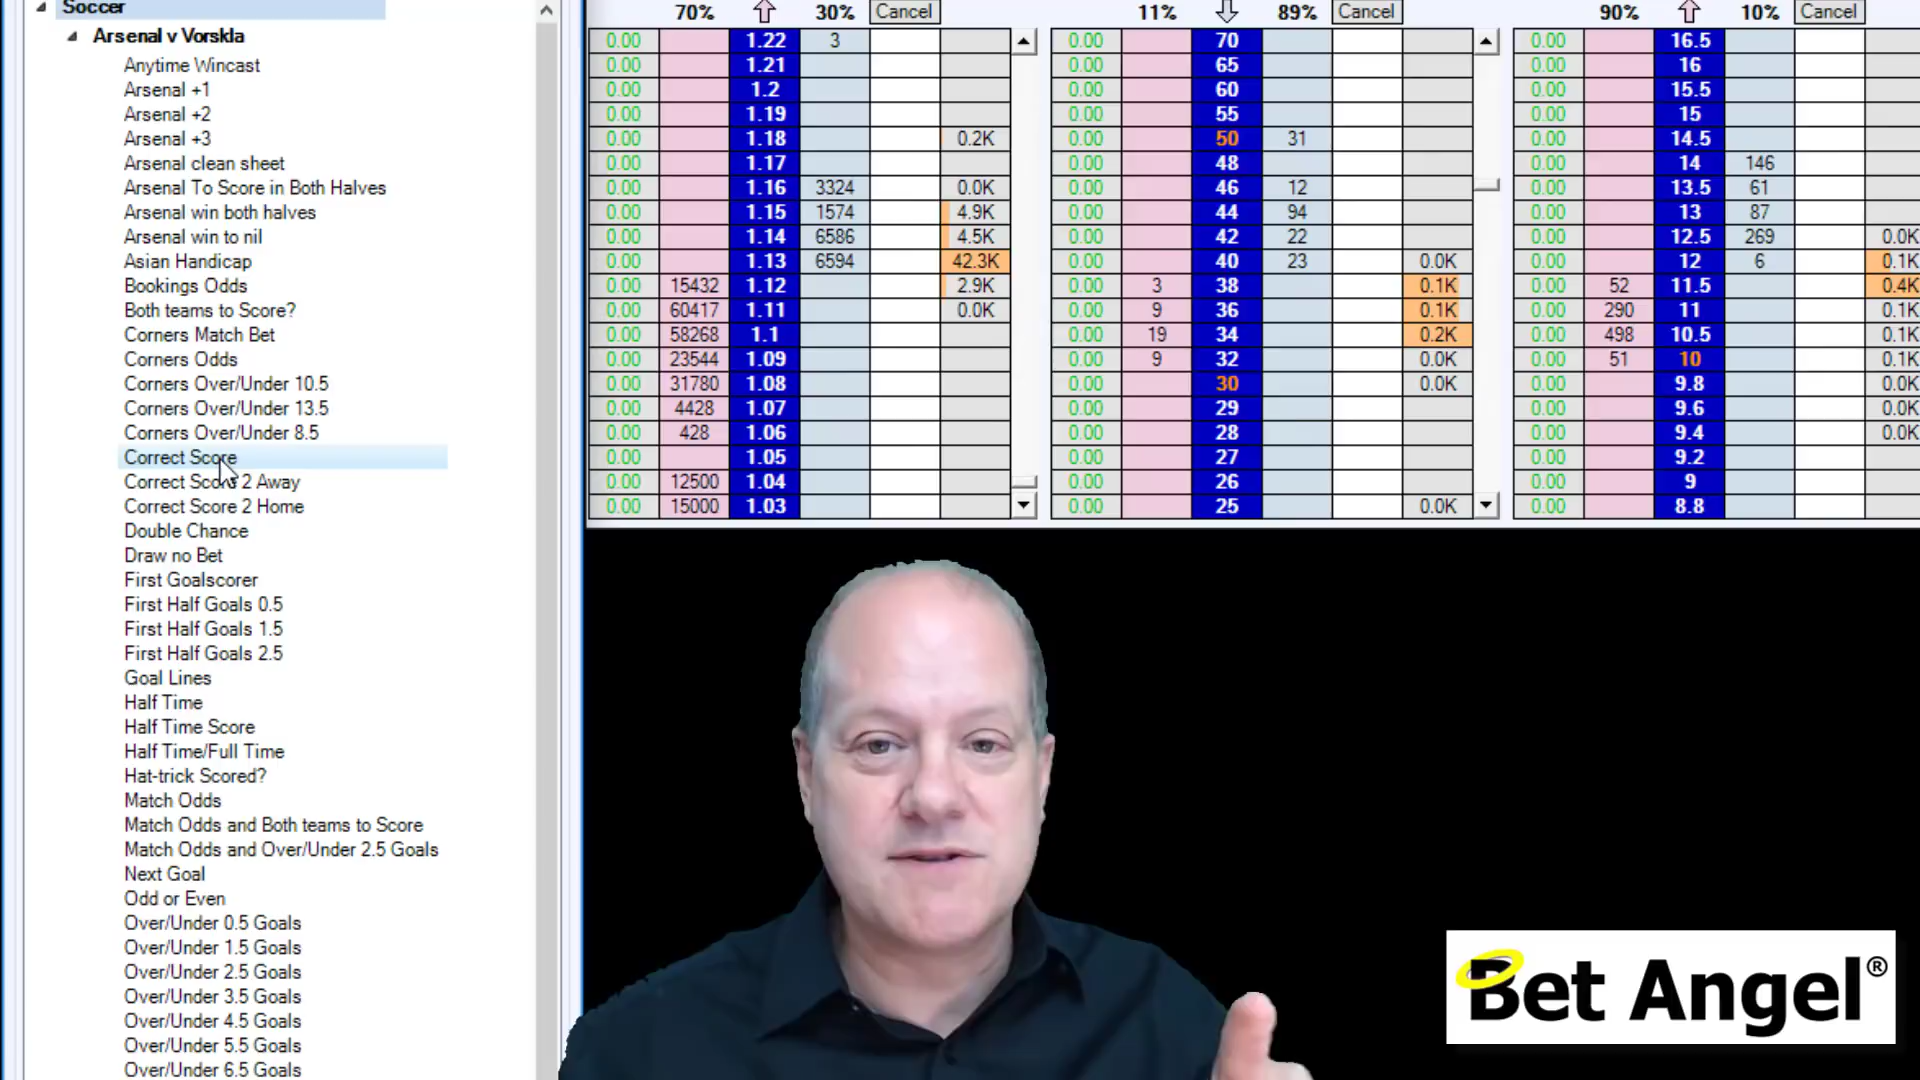 Soccer
Arsenal v Vorskla
Anytime Wincast
Arsenal +1
Arsenal +2
Arsenal +3
Arsenal clean sheet
Arsenal To Score in Both Halves
Arsenal win both halves
Arsenal win to nil
Asian Handicap
Bookings Odds
Both teams to Score?
Corners Match Bet
Corners Odds
Corners Over/Under 10.5
Corners Over/Under 13.5
Corners Over/Under 8.5
Correct Score
Correct Score 2 Away
Correct Score 2 Home
Double Chance
Draw no Bet
First Goalscorer
First Half Goals 0.5
First Half Goals 1.5
First Half Goals 2.5
Goal Lines
Half Time
Half Time Score
Half Time/Full Time
Hat-trick Scored?
Match Odds
Match Odds and Both teams to Score
Match Odds and Over/Under 2.5 Goals
Next Goal
Odd or Even
Over/Under 0.5 Goals
Over/Under 1.5 Goals
Over/Under 2.5 Goals
Over/Under 3.5 Goals
Over/Under 4.5 Goals
Over/Under 5.5 Goals
Over/Under 6.5 Goals
70% 30% Cancel
0.00 1.22 3
0.00 1.21
0.00 1.2
0.00 1.19
0.00 1.18 0.2K
0.00 1.17
0.00 1.16 3324 0.0K
0.00 1.15 1574 4.9K
0.00 1.14 6586 4.5K
0.00 1.13 6594 42.3K
0.00 15432 1.12 2.9K
0.00 60417 1.11 0.0K
0.00 58268 1.1
0.00 23544 1.09
0.00 31780 1.08
0.00 4428 1.07
0.00 428 1.06
0.00 1.05
0.00 12500 1.04
0.00 15000 1.03
11% 89% Cancel
0.00 70
0.00 65
0.00 60
0.00 55
0.00 50 31
0.00 48
0.00 46 12
0.00 44 94
0.00 42 22
0.00 40 23 0.0K
0.00 3 38 0.1K
0.00 9 36 0.1K
0.00 19 34 0.2K
0.00 9 32 0.0K
0.00 30 0.0K
0.00 29
0.00 28
0.00 27
0.00 26
0.00 25 0.0K
90% 10% Cancel
0.00 16.5
0.00 16
0.00 15.5
0.00 15
0.00 14.5
0.00 14 146
0.00 13.5 61
0.00 13 87
0.00 12.5 269 0.0K
0.00 12 6 0.1K
0.00 52 11.5 0.4K
0.00 290 11 0.1K
0.00 498 10.5 0.1K
0.00 51 10 0.1K
0.00 9.8 0.0K
0.00 9.6 0.0K
0.00 9.4 0.0K
0.00 9.2
0.00 9
0.00 8.8
Bet Angel®